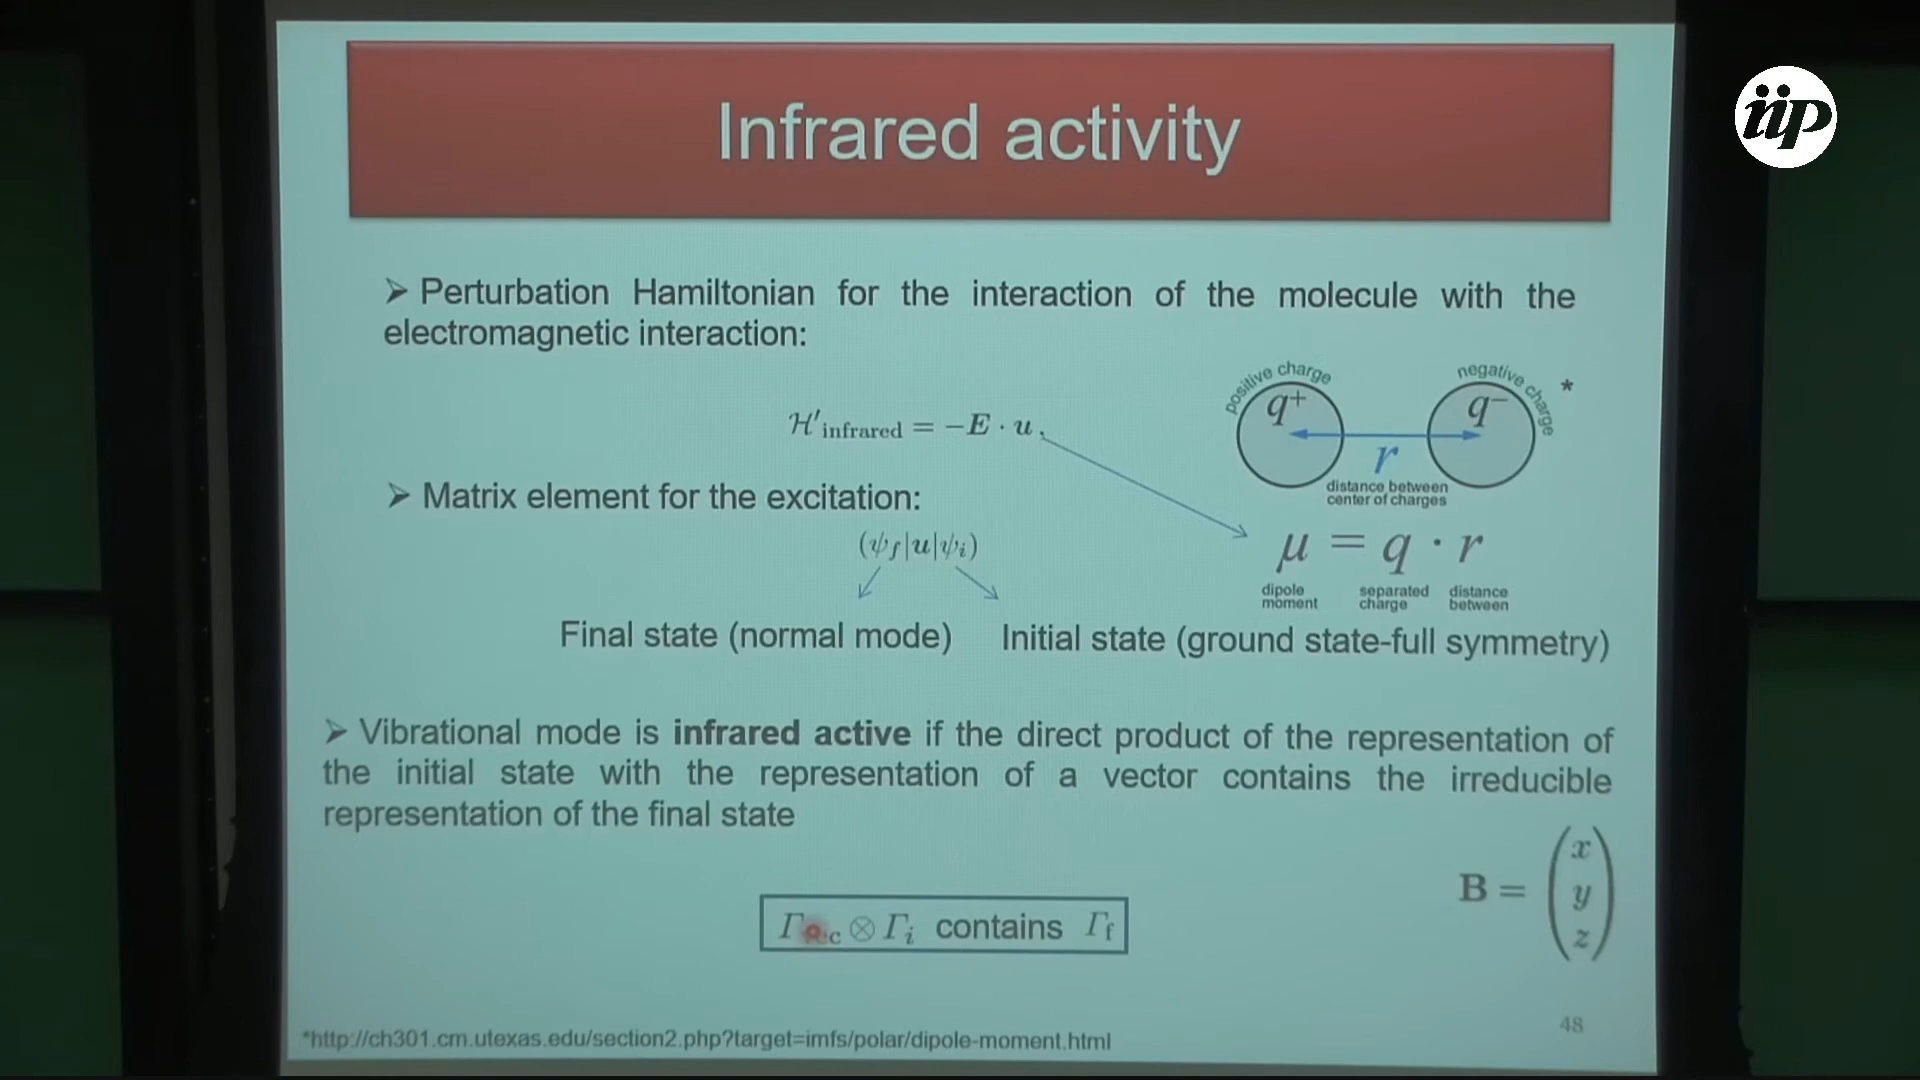 iip
Infrared activity
➢ Perturbation Hamiltonian for the interaction of the molecule with the
electromagnetic interaction:
positive charge
negative charge
*
q⁺
q⁻
r
distance between
center of charges
ℋ′infrared = −E · u,
➢ Matrix element for the excitation:
(ψf|u|ψi)
μ = q · r
dipole moment
separated charge
distance between
Final state (normal mode)
Initial state (ground state-full symmetry)
➢ Vibrational mode is infrared active if the direct product of the representation of
the initial state with the representation of a vector contains the irreducible
representation of the final state
B = (x y z)
Γvec ⊗ Γi contains Γf
48
*http://ch301.cm.utexas.edu/section2.php?target=imfs/polar/dipole-moment.html